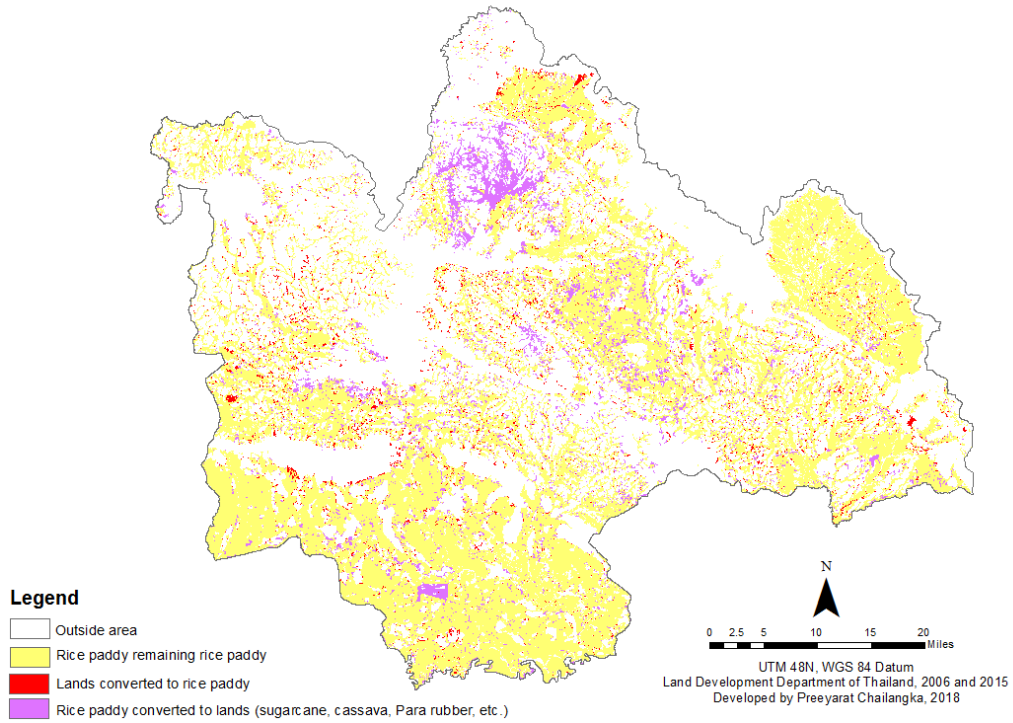 Legend
Outside area
Rice paddy remaining rice paddy
Lands converted to rice paddy
Rice paddy converted to lands (sugarcane, cassava, Para rubber, etc.)
N
0 2.5 5 10 15 20
Miles
UTM 48N, WGS 84 Datum
Land Development Department of Thailand, 2006 and 2015
Developed by Preeyarat Chailangka, 2018